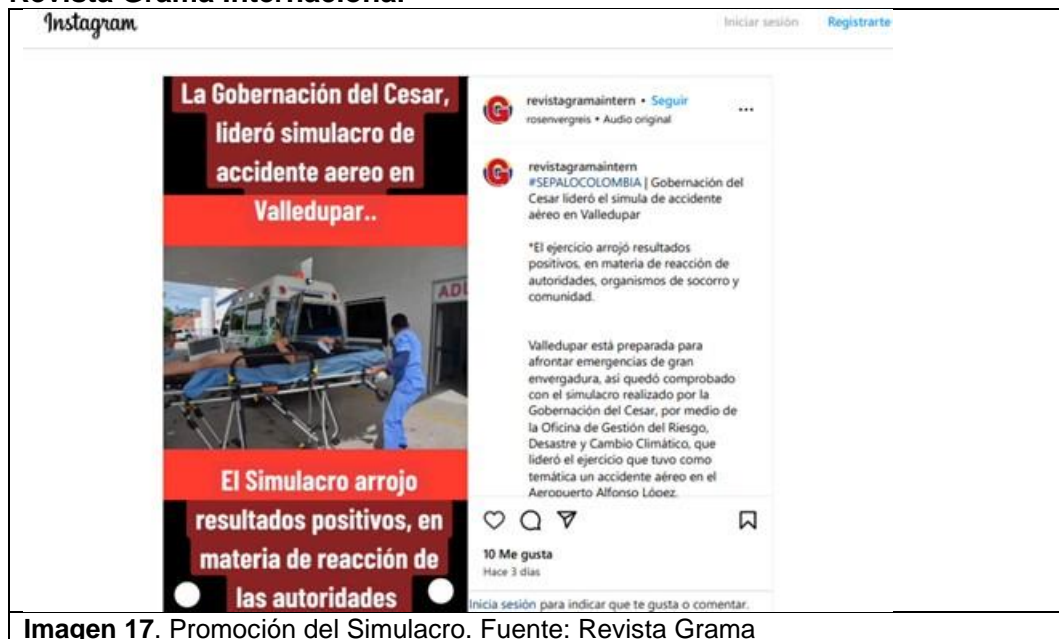 Revista Grama Internacional
Instagram
Iniciar sesión Registrarte
La Gobernación del Cesar,
lideró simulacro de
accidente aereo en
Valledupar..
ADU
El Simulacro arrojo
resultados positivos, en
materia de reacción de
las autoridades
revistagramaintern • Seguir
rosenvergreis • Audio original
revistagramaintern
#SEPALOCOLOMBIA | Gobernación del
Cesar lideró el simula de accidente
aéreo en Valledupar
*El ejercicio arrojó resultados
positivos, en materia de reacción de
autoridades, organismos de socorro y
comunidad.
Valledupar está preparada para
afrontar emergencias de gran
envergadura, así quedó comprobado
con el simulacro realizado por la
Gobernación del Cesar, por medio de
la Oficina de Gestión del Riesgo,
Desastre y Cambio Climático, que
lideró el ejercicio que tuvo como
temática un accidente aéreo en el
Aeropuerto Alfonso López.
10 Me gusta
Hace 3 días
Inicia sesión para indicar que te gusta o comentar.
Imagen 17. Promoción del Simulacro. Fuente: Revista Grama